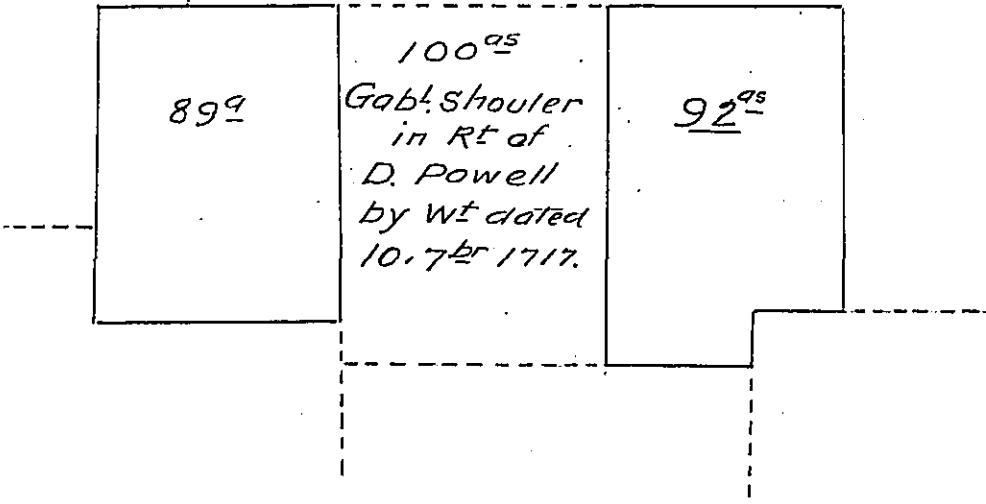 89a
100as
Gabl. Shouler
in Rt of
D. Powell
by Wt dated
10. 7br 1717.
92as